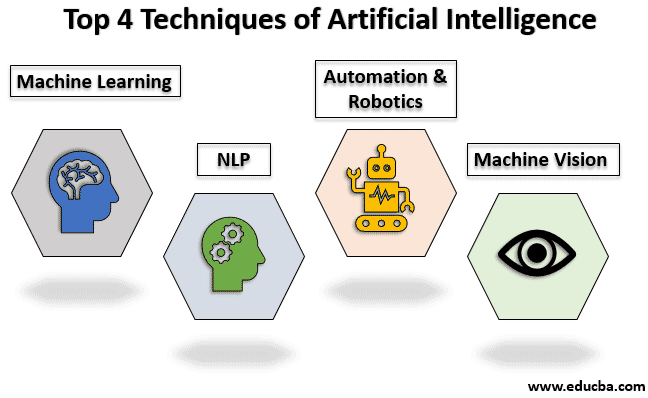 Top 4 Techniques of Artificial Intelligence
Machine Learning
NLP
Automation &
Robotics
Machine Vision
www.educba.com